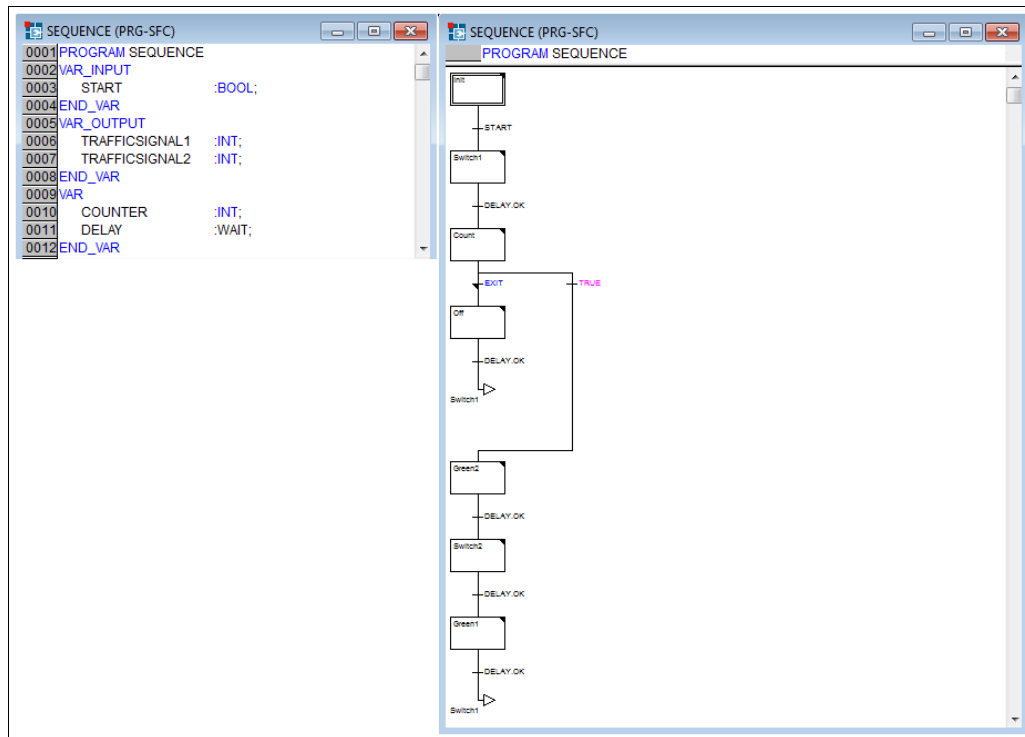 SEQUENCE (PRG-SFC)
0001 PROGRAM SEQUENCE
0002 VAR_INPUT
0003 START :BOOL;
0004 END_VAR
0005 VAR_OUTPUT
0006 TRAFFICSIGNAL1 :INT;
0007 TRAFFICSIGNAL2 :INT;
0008 END_VAR
0009 VAR
0010 COUNTER :INT;
0011 DELAY :WAIT;
0012 END_VAR
SEQUENCE (PRG-SFC)
PROGRAM SEQUENCE
Init
START
Switch1
DELAY.OK
Count
EXIT TRUE
Off
DELAY.OK
Switch1
Green2
DELAY.OK
Switch2
DELAY.OK
Green1
DELAY.OK
Switch1